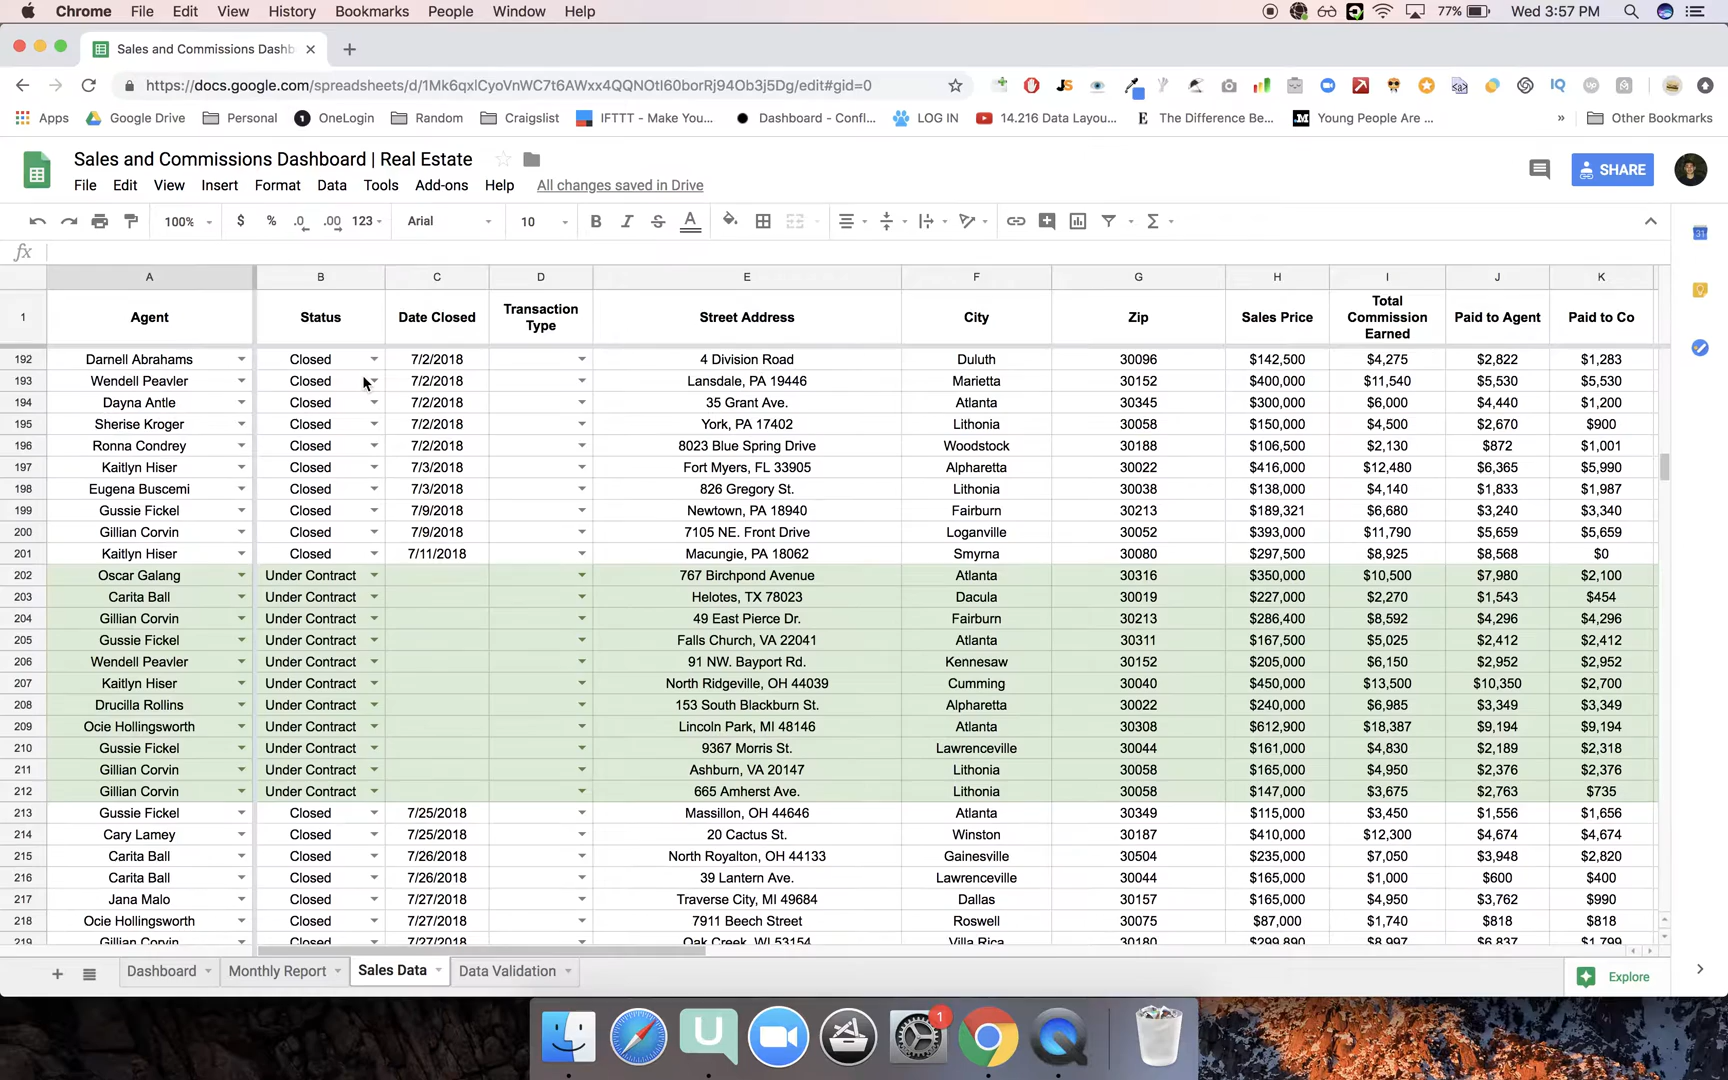 Chrome File Edit View History Bookmarks People Window Help 77% Wed 3:57 PM
Sales and Commissions Dashb
https://docs.google.com/spreadsheets/d/1Mk6qxlCyoVnWC7t6AWxx4QQNOtI60borRj94Ob3j5Dg/edit#gid=0
Apps Google Drive Personal OneLogin Random Craigslist IFTTT - Make You... Dashboard - Confl... LOG IN 14.216 Data Layou... The Difference Be... Young People Are ... » Other Bookmarks
Sales and Commissions Dashboard | Real Estate
SHARE
File Edit View Insert Format Data Tools Add-ons Help All changes saved in Drive
100% $ % .0 .00 123 Arial 10 B I S A Σ
fx
A B C D E F G H I J K
1 Agent Status Date Closed Transaction Type Street Address City Zip Sales Price Total Commission Earned Paid to Agent Paid to Co
192 Darnell Abrahams Closed 7/2/2018 4 Division Road Duluth 30096 $142,500 $4,275 $2,822 $1,283
193 Wendell Peavler Closed 7/2/2018 Lansdale, PA 19446 Marietta 30152 $400,000 $11,540 $5,530 $5,530
194 Dayna Antle Closed 7/2/2018 35 Grant Ave. Atlanta 30345 $300,000 $6,000 $4,440 $1,200
195 Sherise Kroger Closed 7/2/2018 York, PA 17402 Lithonia 30058 $150,000 $4,500 $2,670 $900
196 Ronna Condrey Closed 7/2/2018 8023 Blue Spring Drive Woodstock 30188 $106,500 $2,130 $872 $1,001
197 Kaitlyn Hiser Closed 7/3/2018 Fort Myers, FL 33905 Alpharetta 30022 $416,000 $12,480 $6,365 $5,990
198 Eugena Buscemi Closed 7/3/2018 826 Gregory St. Lithonia 30038 $138,000 $4,140 $1,833 $1,987
199 Gussie Fickel Closed 7/9/2018 Newtown, PA 18940 Fairburn 30213 $189,321 $6,680 $3,240 $3,340
200 Gillian Corvin Closed 7/9/2018 7105 NE. Front Drive Loganville 30052 $393,000 $11,790 $5,659 $5,659
201 Kaitlyn Hiser Closed 7/11/2018 Macungie, PA 18062 Smyrna 30080 $297,500 $8,925 $8,568 $0
202 Oscar Galang Under Contract 767 Birchpond Avenue Atlanta 30316 $350,000 $10,500 $7,980 $2,100
203 Carita Ball Under Contract Helotes, TX 78023 Dacula 30019 $227,000 $2,270 $1,543 $454
204 Gillian Corvin Under Contract 49 East Pierce Dr. Fairburn 30213 $286,400 $8,592 $4,296 $4,296
205 Gussie Fickel Under Contract Falls Church, VA 22041 Atlanta 30311 $167,500 $5,025 $2,412 $2,412
206 Wendell Peavler Under Contract 91 NW. Bayport Rd. Kennesaw 30152 $205,000 $6,150 $2,952 $2,952
207 Kaitlyn Hiser Under Contract North Ridgeville, OH 44039 Cumming 30040 $450,000 $13,500 $10,350 $2,700
208 Drucilla Rollins Under Contract 153 South Blackburn St. Alpharetta 30022 $240,000 $6,985 $3,349 $3,349
209 Ocie Hollingsworth Under Contract Lincoln Park, MI 48146 Atlanta 30308 $612,900 $18,387 $9,194 $9,194
210 Gussie Fickel Under Contract 9367 Morris St. Lawrenceville 30044 $161,000 $4,830 $2,189 $2,318
211 Gillian Corvin Under Contract Ashburn, VA 20147 Lithonia 30058 $165,000 $4,950 $2,376 $2,376
212 Gillian Corvin Under Contract 665 Amherst Ave. Lithonia 30058 $147,000 $3,675 $2,763 $735
213 Gussie Fickel Closed 7/25/2018 Massillon, OH 44646 Atlanta 30349 $115,000 $3,450 $1,556 $1,656
214 Cary Lamey Closed 7/25/2018 20 Cactus St. Winston 30187 $410,000 $12,300 $4,674 $4,674
215 Carita Ball Closed 7/26/2018 North Royalton, OH 44133 Gainesville 30504 $235,000 $7,050 $3,948 $2,820
216 Carita Ball Closed 7/26/2018 39 Lantern Ave. Lawrenceville 30044 $165,000 $1,000 $600 $400
217 Jana Malo Closed 7/27/2018 Traverse City, MI 49684 Dallas 30157 $165,000 $4,950 $3,762 $990
218 Ocie Hollingsworth Closed 7/27/2018 7911 Beech Street Roswell 30075 $87,000 $1,740 $818 $818
219 Gillian Corvin Closed 7/27/2018 Oak Creek, WI 53154 Villa Rica 30180 $299,890 $8,997 $6,837 $1,799
Dashboard Monthly Report Sales Data Data Validation Explore
1